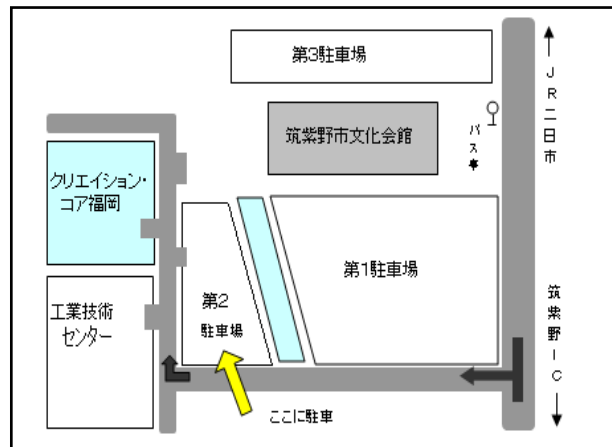 第3駐車場
筑紫野市文化会館
バス亭
↑JR二日市
クリエイション・
コア福岡
第1駐車場
第2
駐車場
工業技術
センター
筑紫野IC↓
ここに駐車